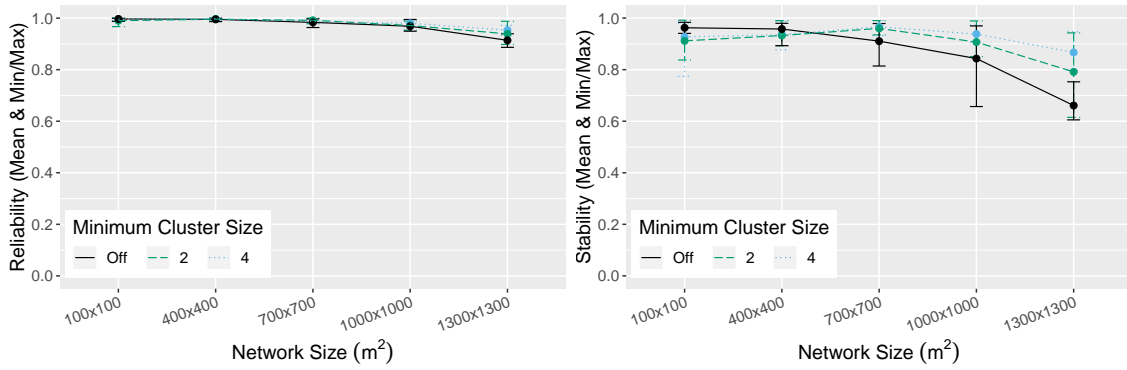 Reliability (Mean & Min/Max)
1.0
0.8
0.6
0.4
0.2
0.0
Minimum Cluster Size
Off 2 4
100x100 400x400 700x700 1000x1000 1300x1300
Network Size (m²)
Stability (Mean & Min/Max)
1.0
0.8
0.6
0.4
0.2
0.0
Minimum Cluster Size
Off 2 4
100x100 400x400 700x700 1000x1000 1300x1300
Network Size (m²)